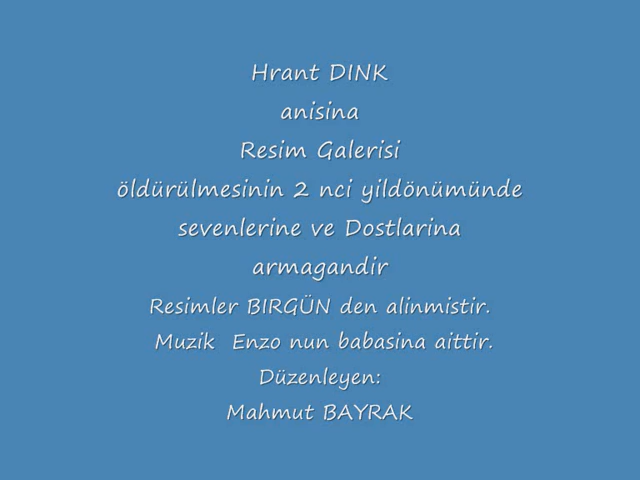 Hrant DINK
anisina
Resim Galerisi
öldürülmesinin 2 nci yildönümünde
sevenlerine ve Dostlarina
armagandir
Resimler BIRGÜN den alinmistir.
Muzik Enzo nun babasina aittir.
Düzenleyen:
Mahmut BAYRAK